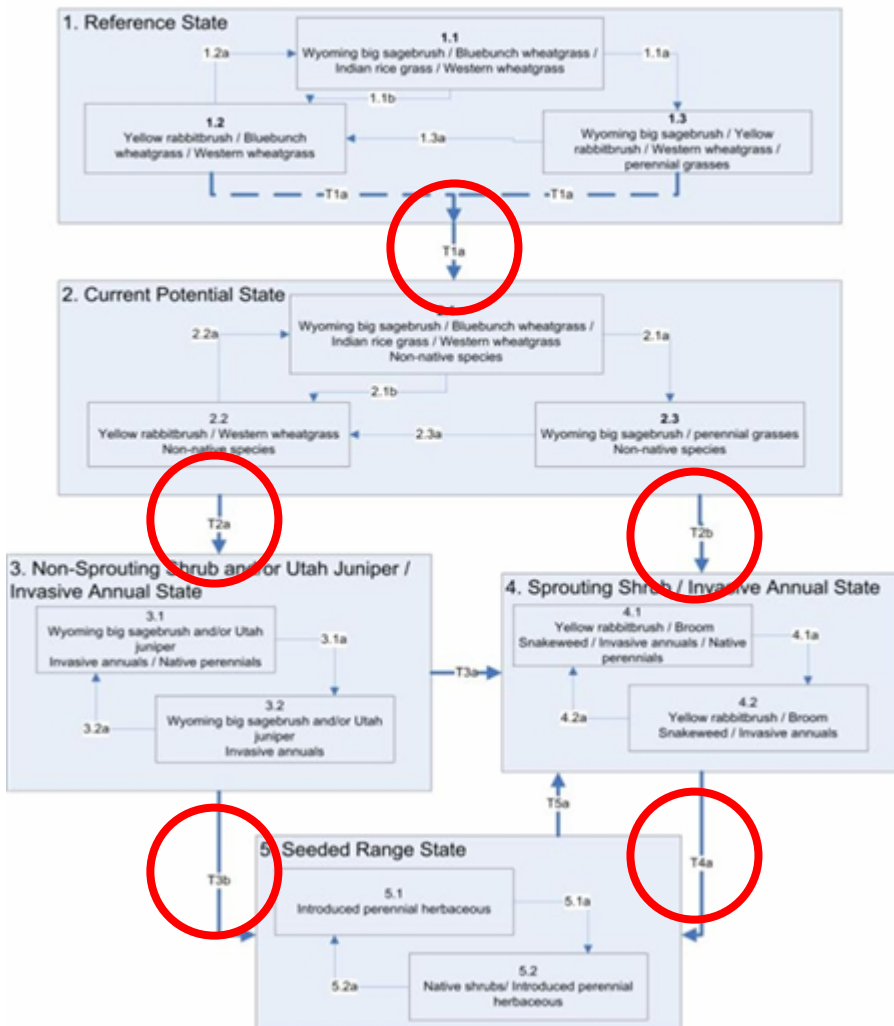 1. Reference State
1.1
Wyoming big sagebrush / Bluebunch wheatgrass /
Indian rice grass / Western wheatgrass
1.2a
1.1a
1.1b
1.2
Yellow rabbitbrush / Bluebunch
wheatgrass / Western wheatgrass
1.3a
1.3
Wyoming big sagebrush / Yellow
rabbitbrush / Western wheatgrass /
perennial grasses
T1a
T1a
T1a
2. Current Potential State
Wyoming big sagebrush / Bluebunch wheatgrass /
Indian rice grass / Western wheatgrass
Non-native species
2.2a
2.1a
2.1b
2.2
Yellow rabbitbrush / Western wheatgrass
Non-native species
2.3a
2.3
Wyoming big sagebrush / perennial grasses
Non-native species
T2a
T2b
3. Non-Sprouting Shrub and/or Utah Juniper /
Invasive Annual State
3.1
Wyoming big sagebrush and/or Utah
juniper
Invasive annuals / Native perennials
3.1a
3.2a
3.2
Wyoming big sagebrush and/or Utah
juniper
Invasive annuals
T3a
4. Sprouting Shrub / Invasive Annual State
4.1
Yellow rabbitbrush / Broom
Snakeweed / Invasive annuals / Native
perennials
4.1a
4.2a
4.2
Yellow rabbitbrush / Broom
Snakeweed / Invasive annuals
T3b
T5a
T4a
5. Seeded Range State
5.1
Introduced perennial herbaceous
5.1a
5.2a
5.2
Native shrubs/ Introduced perennial
herbaceous